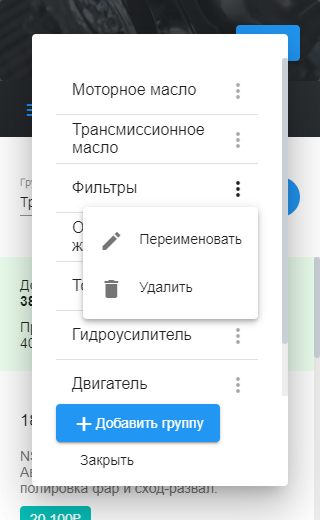 Моторное масло
Трансмиссионное
масло
Фильтры
Переименовать
Удалить
Гидроусилитель
Двигатель
Добавить группу
Закрыть
полировка фар и сход-развал.
20 100₽